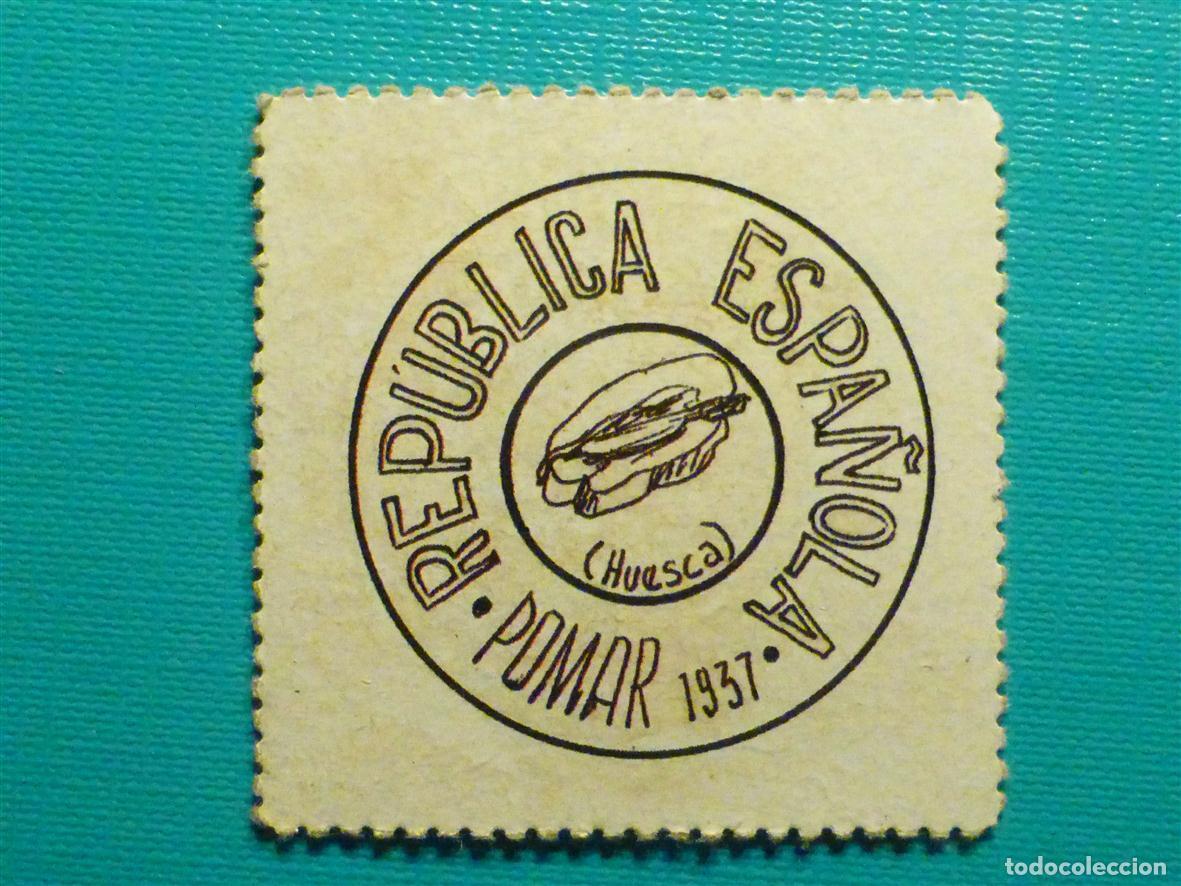 REPÚBLICA ESPAÑOLA
(Huesca)
• POMAR 1937 •
todocoleccion